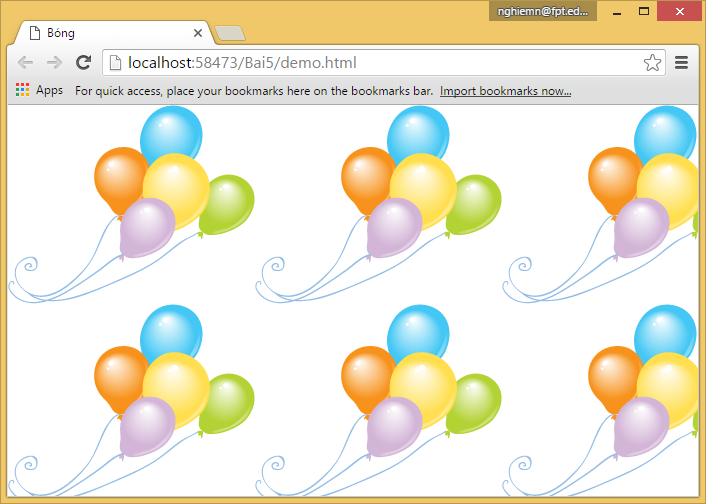 nghiemn@fpt.ed...
Bóng
localhost:58473/Bai5/demo.html
Apps For quick access, place your bookmarks here on the bookmarks bar. Import bookmarks now...